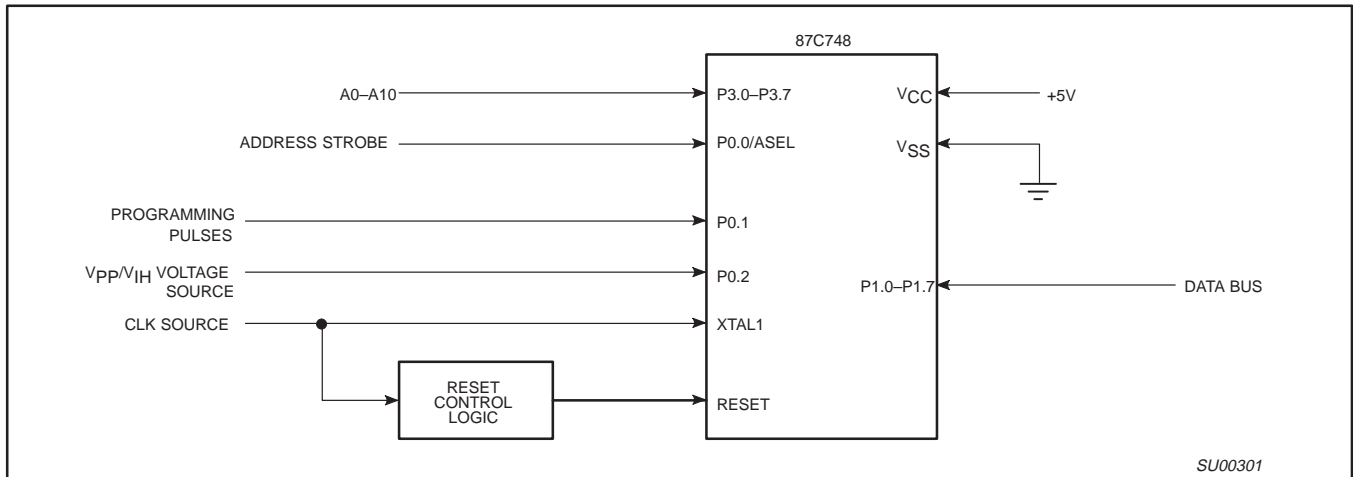 87C748
A0–A10
P3.0–P3.7
VCC
+5V
ADDRESS STROBE
P0.0/ASEL
VSS
PROGRAMMING
PULSES
P0.1
VPP/VIH VOLTAGE
SOURCE
P0.2
P1.0–P1.7
DATA BUS
CLK SOURCE
XTAL1
RESET
CONTROL
LOGIC
RESET
SU00301